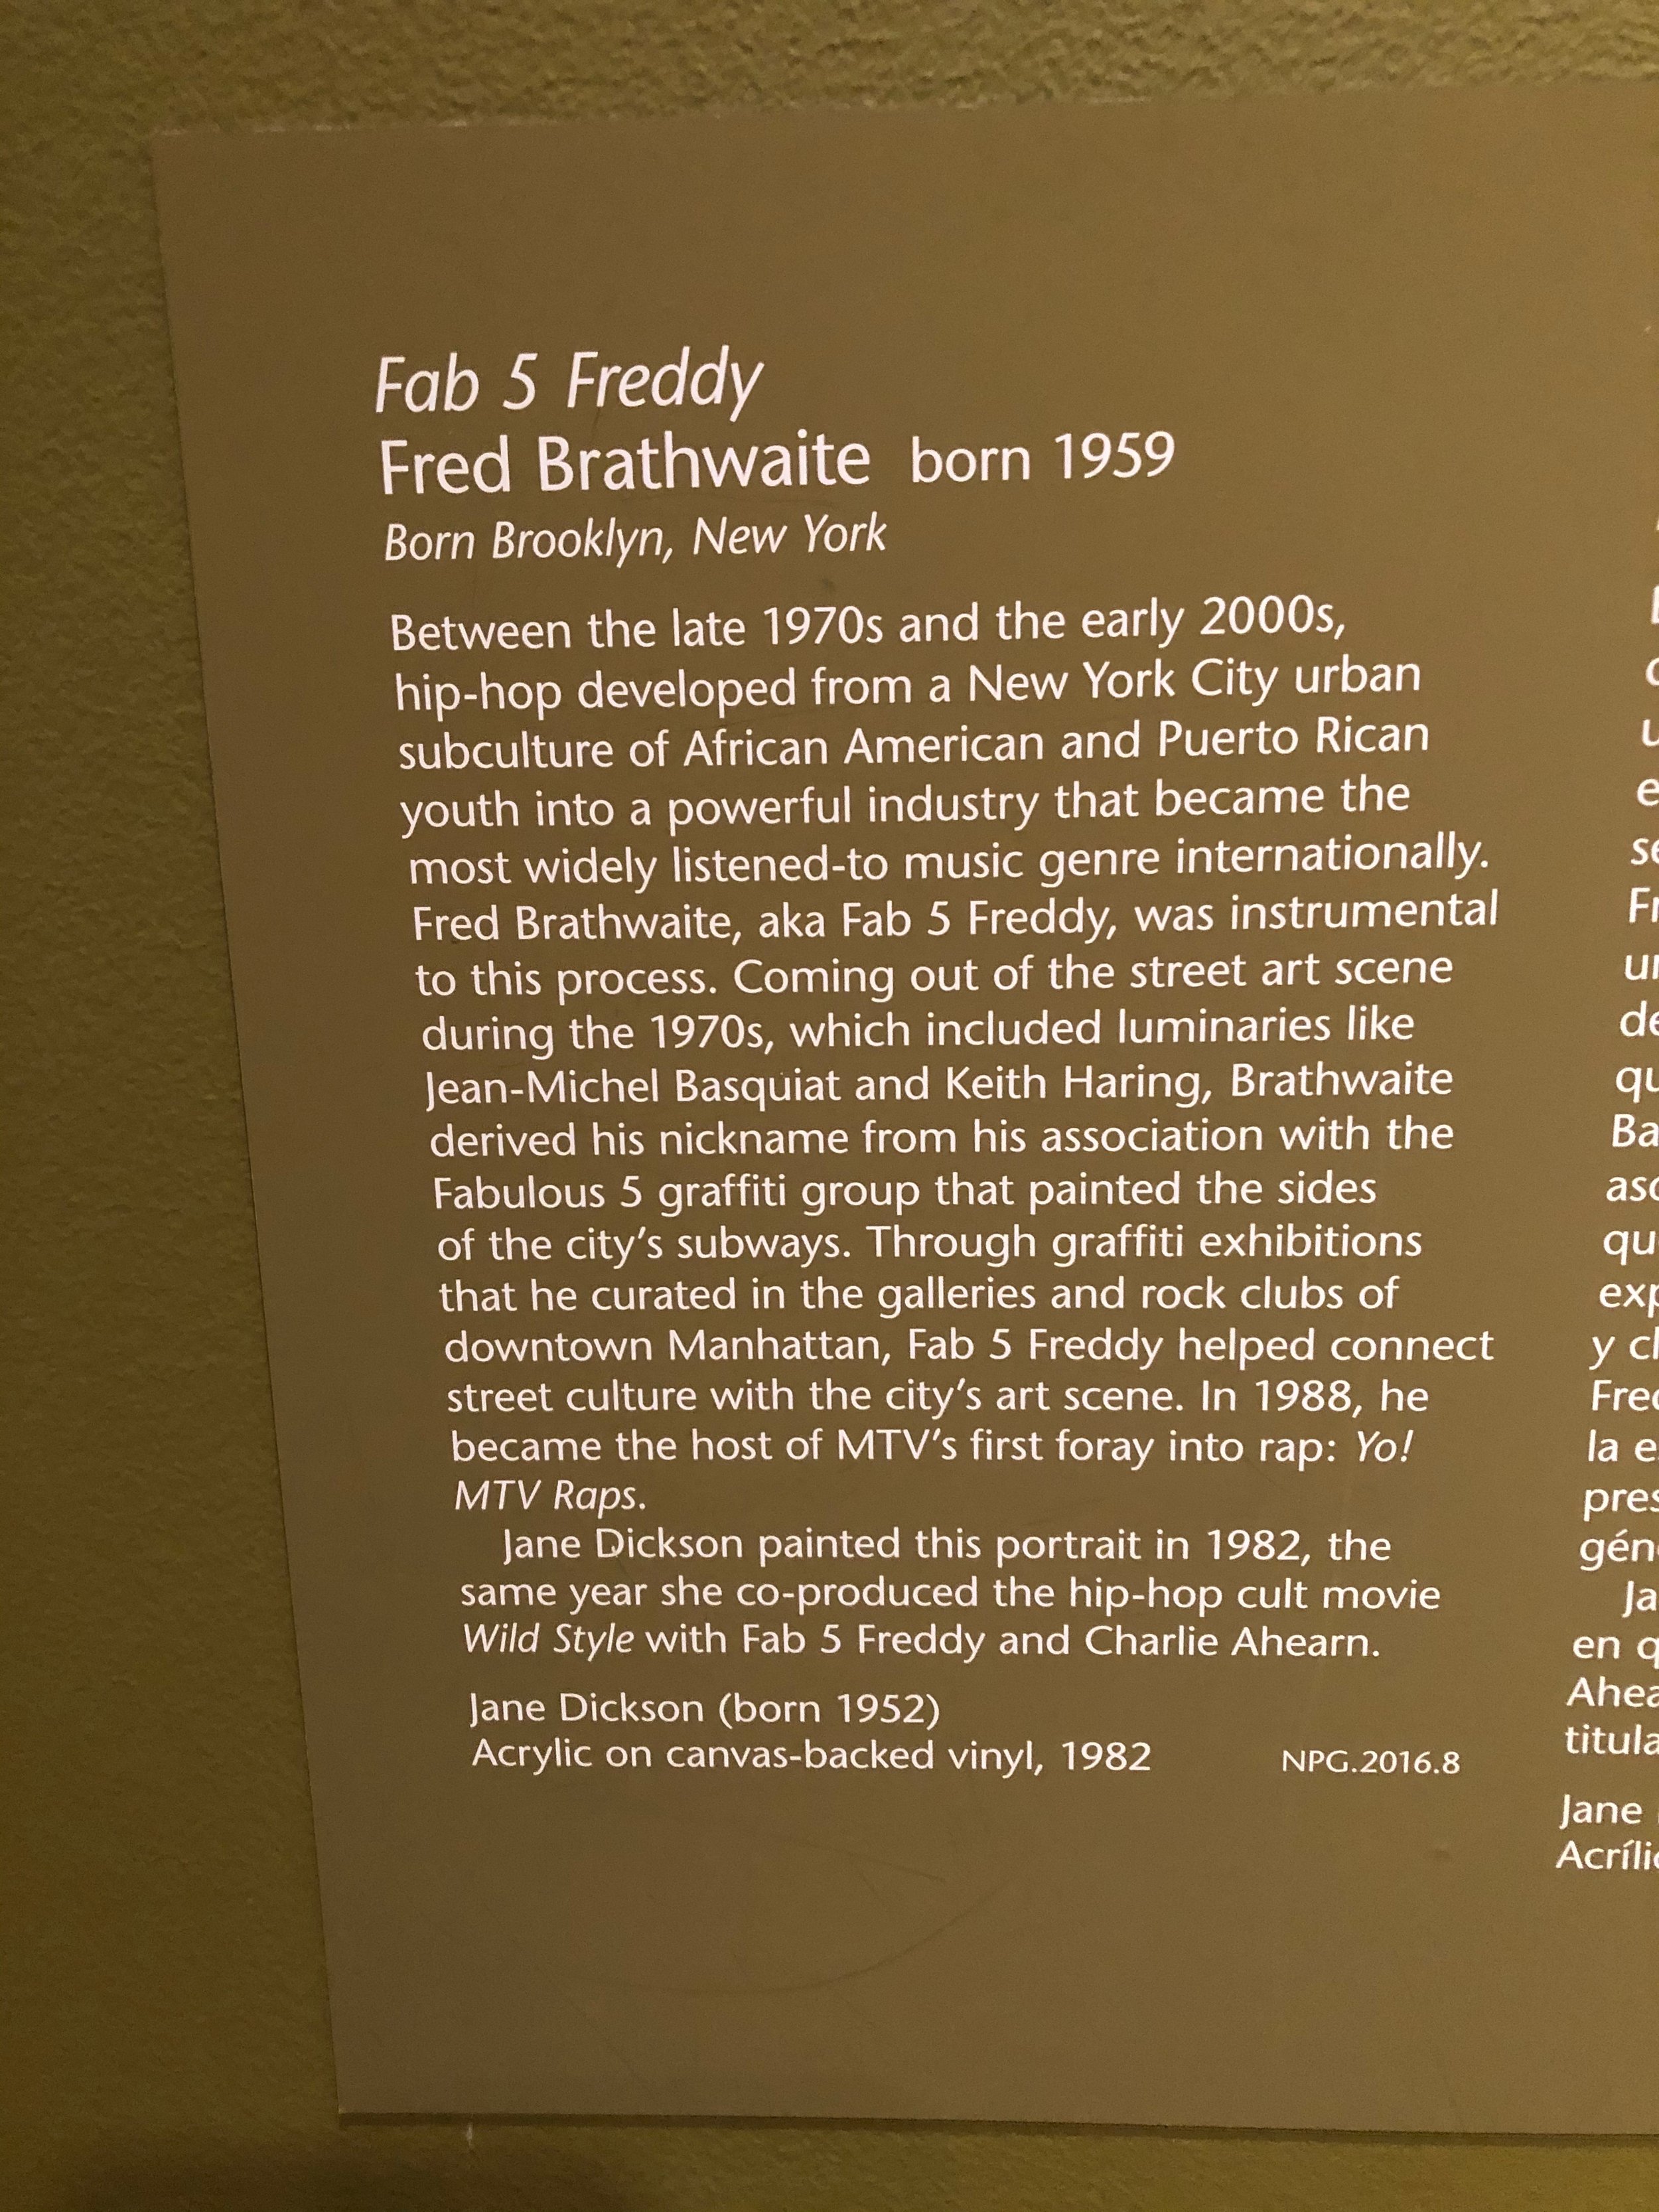 Fab 5 Freddy
Fred Brathwaite born 1959
Born Brooklyn, New York
Between the late 1970s and the early 2000s,
hip-hop developed from a New York City urban
subculture of African American and Puerto Rican
youth into a powerful industry that became the
most widely listened-to music genre internationally.
Fred Brathwaite, aka Fab 5 Freddy, was instrumental
to this process. Coming out of the street art scene
during the 1970s, which included luminaries like
Jean-Michel Basquiat and Keith Haring, Brathwaite
derived his nickname from his association with the
Fabulous 5 graffiti group that painted the sides
of the city's subways. Through graffiti exhibitions
that he curated in the galleries and rock clubs of
downtown Manhattan, Fab 5 Freddy helped connect
street culture with the city's art scene. In 1988, he
became the host of MTV's first foray into rap: Yo!
MTV Raps.
Jane Dickson painted this portrait in 1982, the
same year she co-produced the hip-hop cult movie
Wild Style with Fab 5 Freddy and Charlie Ahearn.
Jane Dickson (born 1952)
Acrylic on canvas-backed vinyl, 1982 NPG.2016.8
y
la
en
Jane